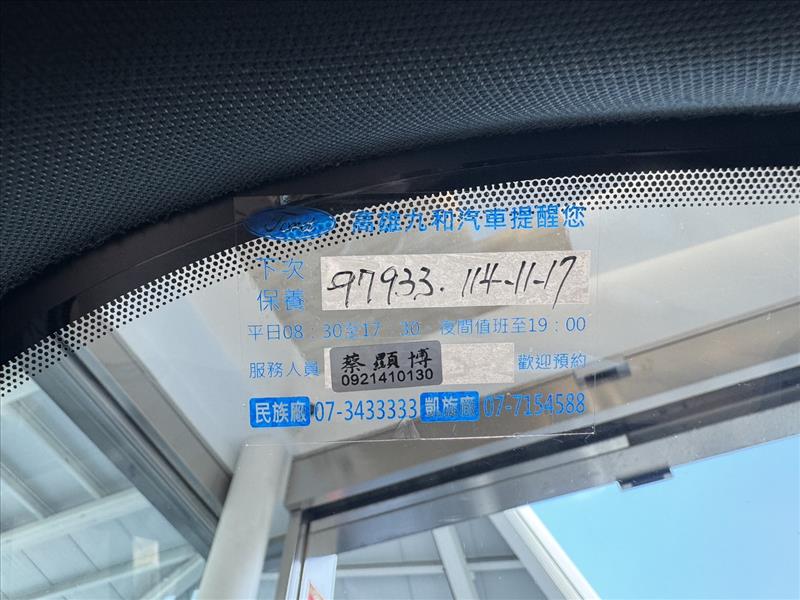 Ford 高雄九和汽車提醒您
下次保養 97933. 114-11-17
平日08：30至17：30，夜間值班至19：00
服務人員 蔡顯博 0921410130 歡迎預約
民族廠 07-3433333 凱旋廠 07-7154588